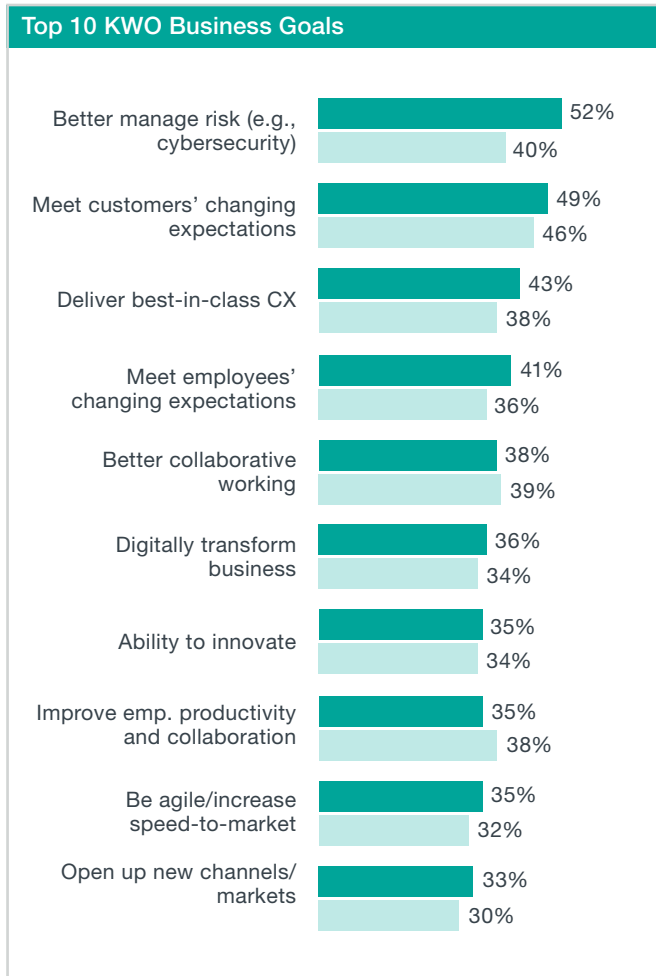 Top 10 KWO Business Goals
Better manage risk (e.g.,
cybersecurity)
52%
40%
Meet customers’ changing
expectations
49%
46%
Deliver best-in-class CX
43%
38%
Meet employees’
changing expectations
41%
36%
Better collaborative
working
38%
39%
Digitally transform
business
36%
34%
Ability to innovate
35%
34%
Improve emp. productivity
and collaboration
35%
38%
Be agile/increase
speed-to-market
35%
32%
Open up new channels/
markets
33%
30%